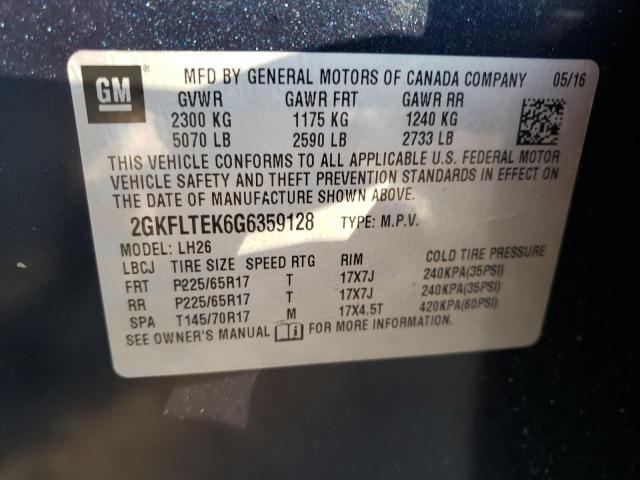 GM ®
MFD BY GENERAL MOTORS OF CANADA COMPANY 05/16
GVWR GAWR FRT GAWR RR
2300 KG 1175 KG 1240 KG
5070 LB 2590 LB 2733 LB
THIS VEHICLE CONFORMS TO ALL APPLICABLE U.S. FEDERAL MOTOR
VEHICLE SAFETY AND THEFT PREVENTION STANDARDS IN EFFECT ON
THE DATE OF MANUFACTURE SHOWN ABOVE.
2GKFLTEK6G6359128 TYPE: M.P.V.
MODEL: LH26
LBCJ TIRE SIZE SPEED RTG RIM COLD TIRE PRESSURE
FRT P225/65R17 T 17X7J 240KPA(35PSI)
RR P225/65R17 T 17X7J 240KPA(35PSI)
SPA T145/70R17 M 17X4.5T 420KPA(60PSI)
SEE OWNER'S MANUAL FOR MORE INFORMATION.